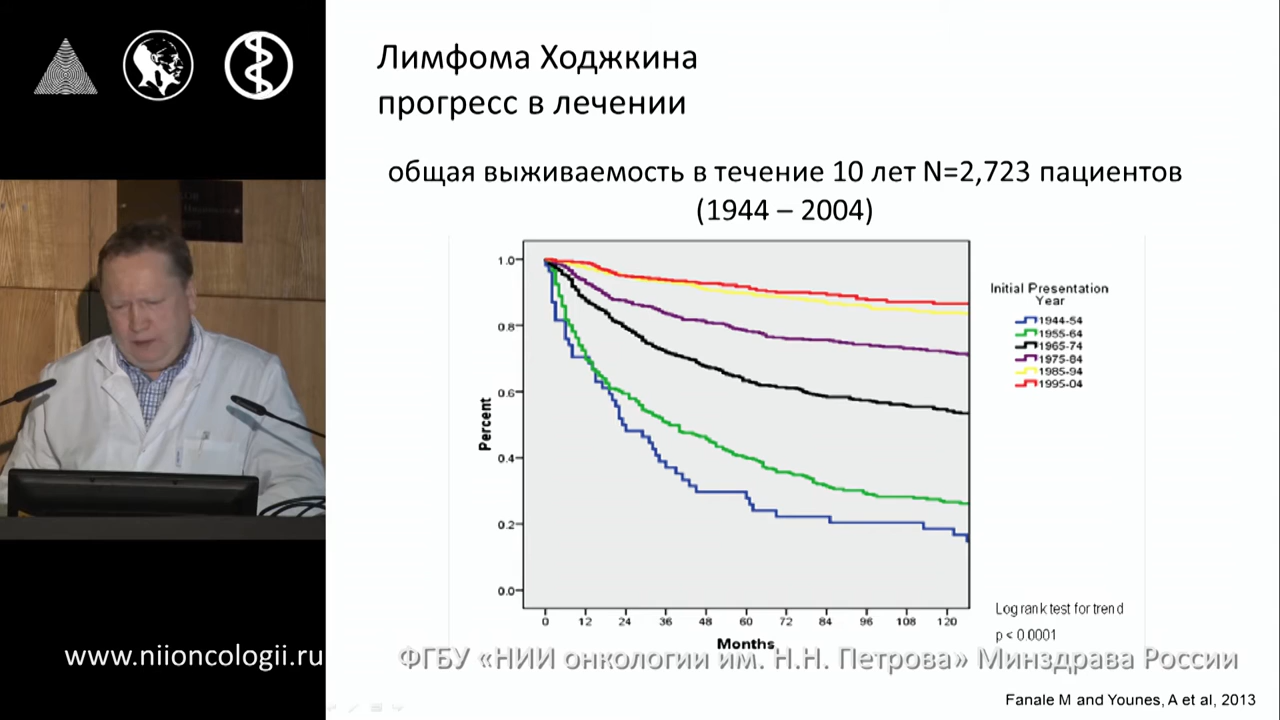 Лимфома Ходжкина
прогресс в лечении
общая выживаемость в течение 10 лет N=2,723 пациентов
(1944 – 2004)
1.0
0.8
0.6
0.4
0.2
0.0
Percent
0 12 24 36 48 60 72 84 96 108 120
Months
Initial Presentation
Year
1944-54
1955-64
1965-74
1975-84
1985-94
1995-04
Log rank test for trend
p < 0.0001
www.niioncologii.ru
ФГБУ «НИИ онкологии им. Н.Н. Петрова» Минздрава России
Fanale M and Younes, A et al, 2013